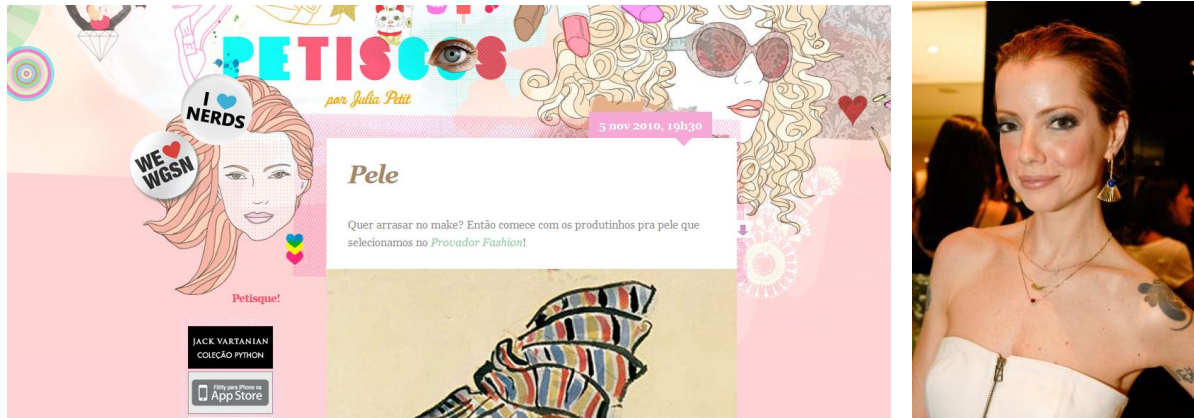 PETISCOS
por Julia Petit
I
NERDS
WE
WGSN
5 nov 2010, 19h30
Pele
Quer arrasar no make? Então comece com os produtinhos pra pele que
selecionamos no Provador Fashion!
Petisque!
JACK VARTANIAN
COLEÇÃO PYTHON
App Store